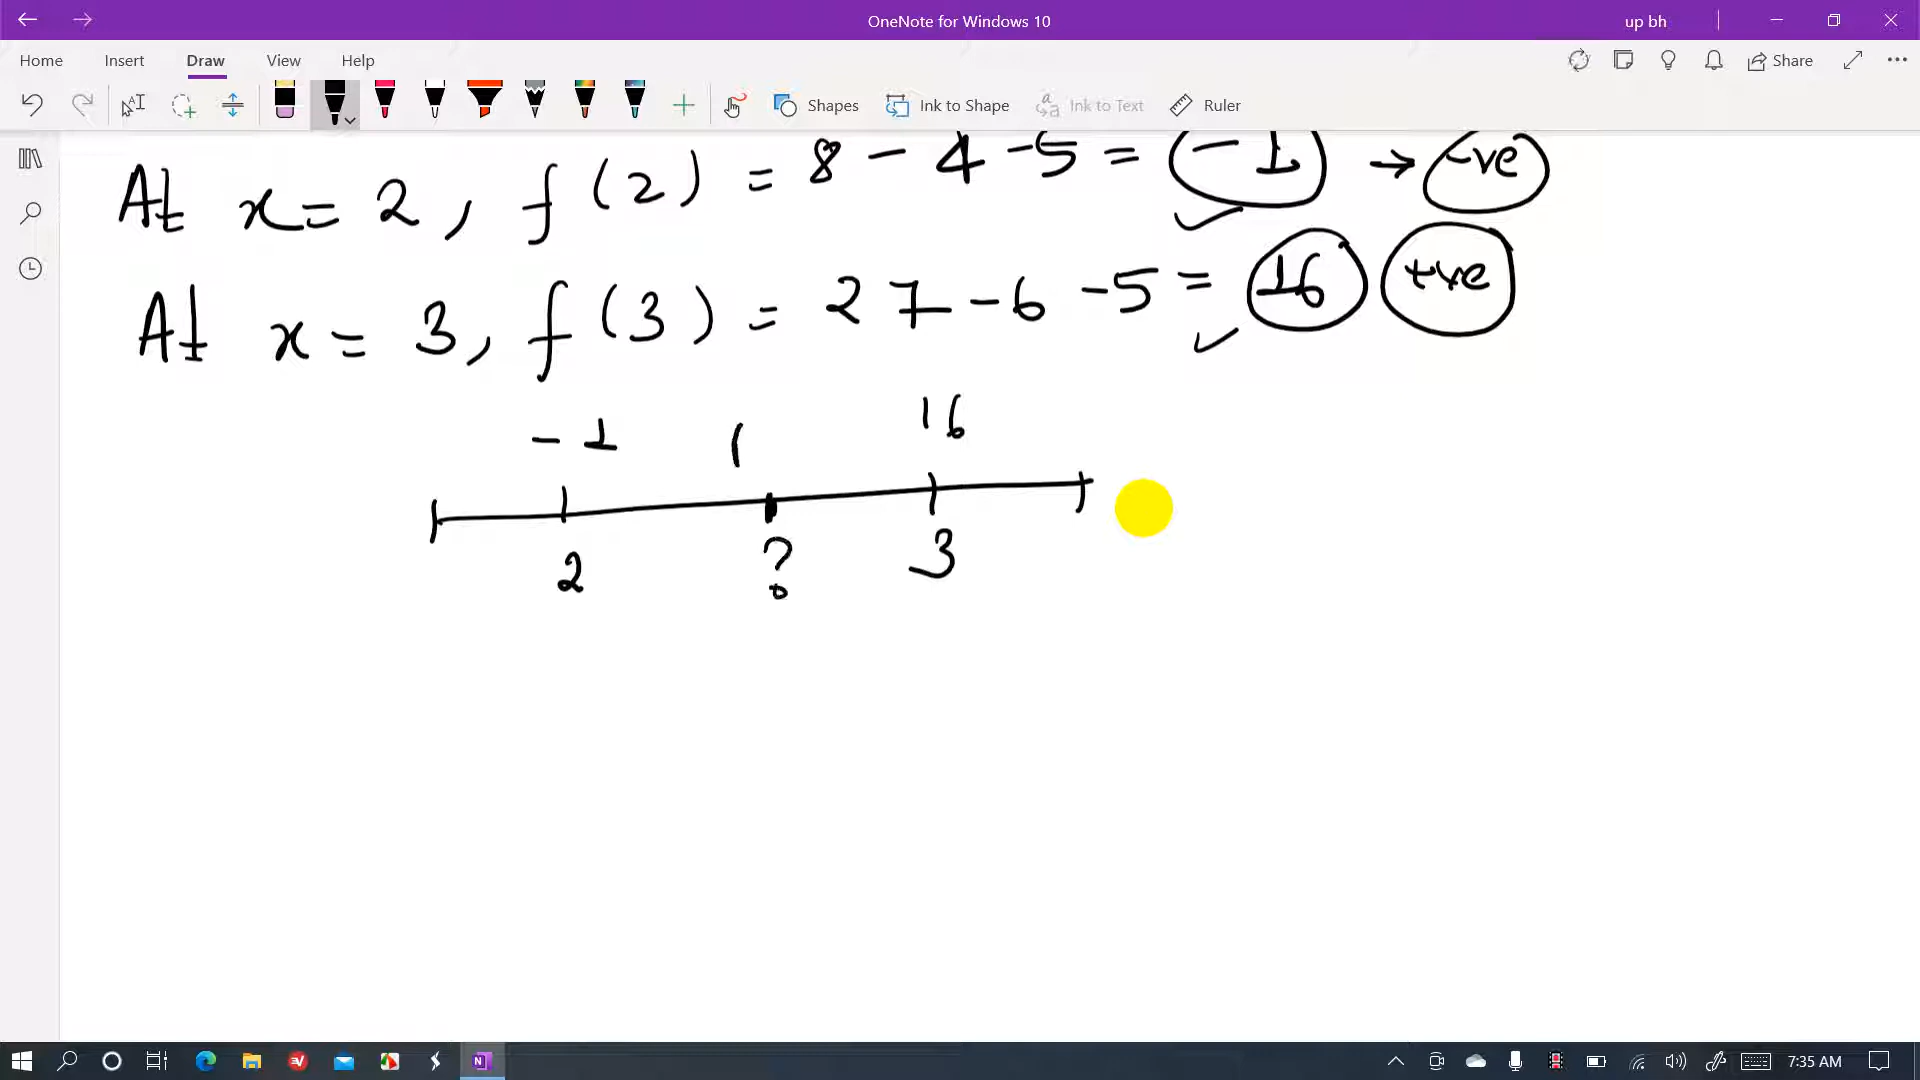 OneNote for Windows 10
up bh
Home Insert Draw View Help
Share
Shapes Ink to Shape Ink to Text Ruler
At x = 2, f(2) = 8 - 4 - 5 = -1 → -ve
At x = 3, f(3) = 27 - 6 - 5 = 16 +ve
-1 16
2 ? 3
7:35 AM